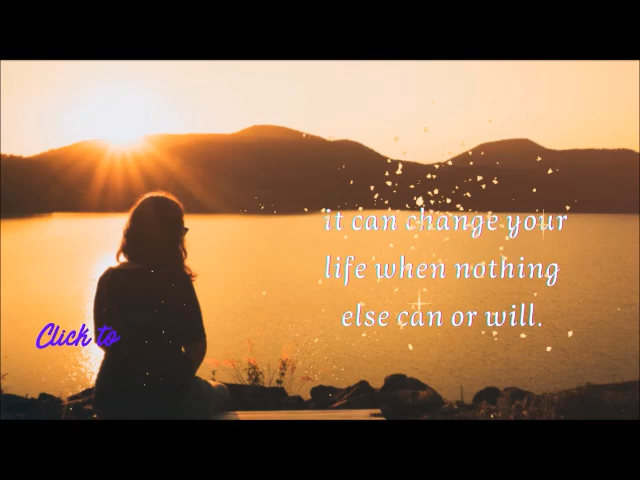 it can change your
life when nothing
else can or will.
Click to